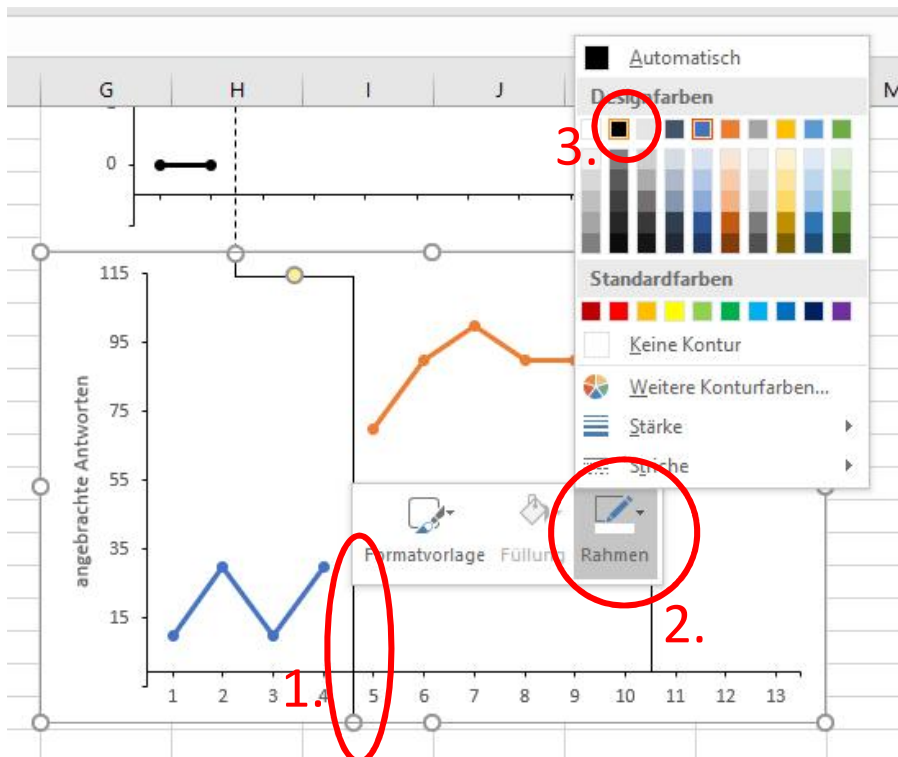 G H I J M
Automatisch
Designfarben
3.
0
Standardfarben
Keine Kontur
Weitere Konturfarben...
Stärke
Striche
115
95
75
55
35
15
angebrachte Antworten
Formatvorlage Füllung Rahmen
2.
1.
1 2 3 4 5 6 7 8 9 10 11 12 13